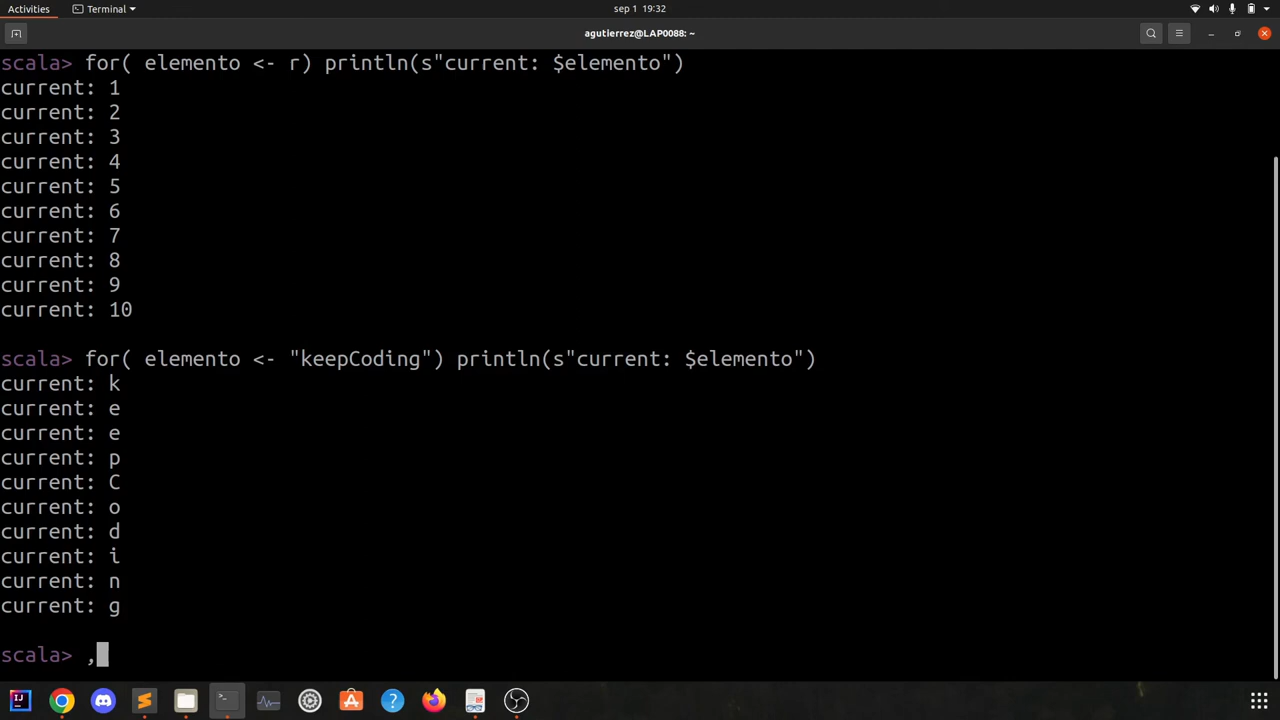 Activities Terminal sep 1 19:32
agutierrez@LAP0088: ~
scala> for( elemento <- r) println(s"current: $elemento")
current: 1
current: 2
current: 3
current: 4
current: 5
current: 6
current: 7
current: 8
current: 9
current: 10
scala> for( elemento <- "keepCoding") println(s"current: $elemento")
current: k
current: e
current: e
current: p
current: C
current: o
current: d
current: i
current: n
current: g
scala> ,